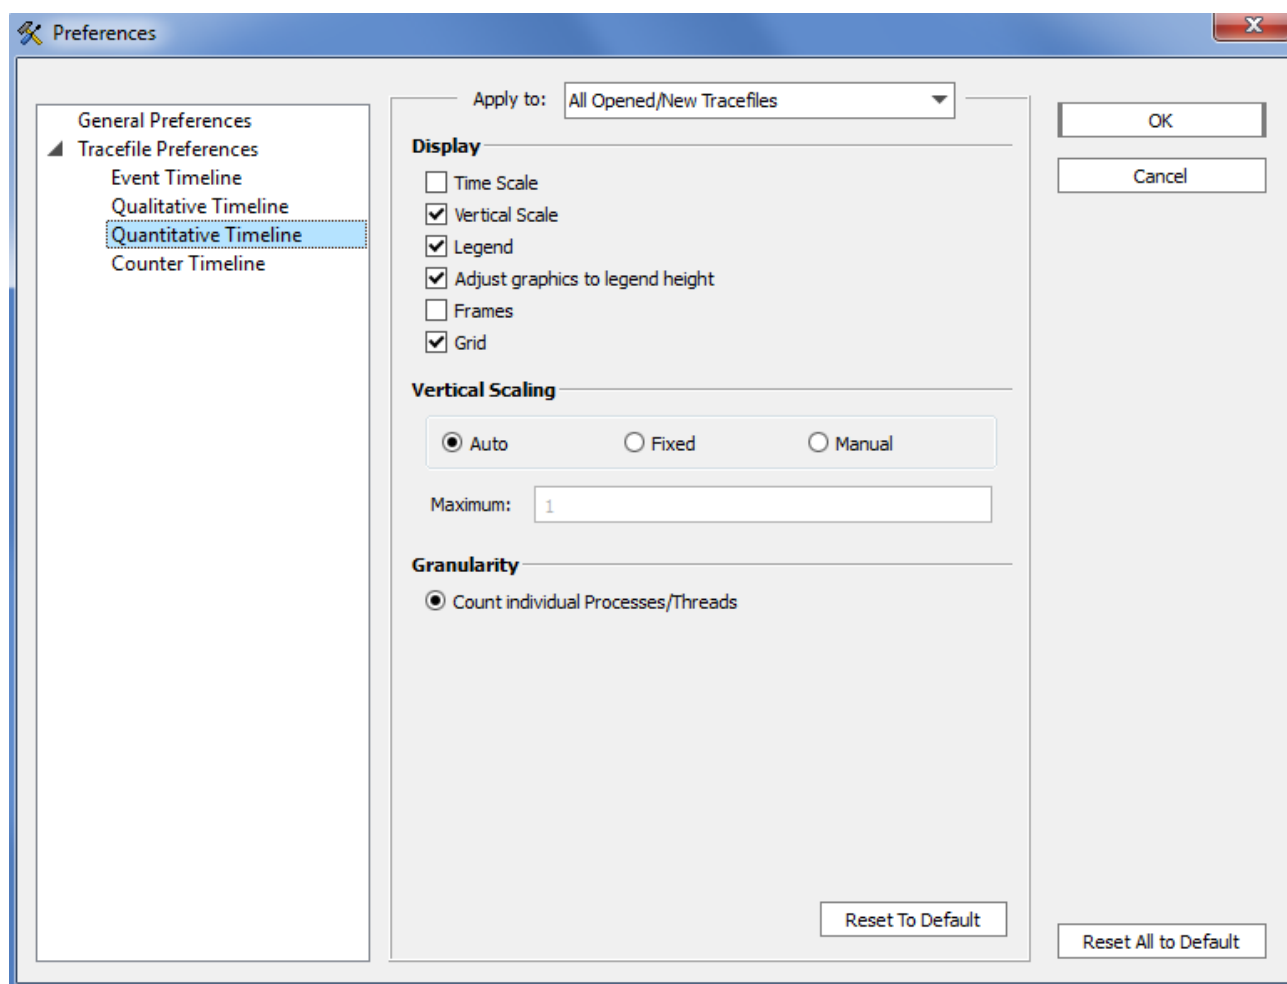 Preferences
General Preferences
Tracefile Preferences
Event Timeline
Qualitative Timeline
Quantitative Timeline
Counter Timeline
Apply to: All Opened/New Tracefiles
Display
Time Scale
Vertical Scale
Legend
Adjust graphics to legend height
Frames
Grid
Vertical Scaling
Auto Fixed Manual
Maximum: 1
Granularity
Count individual Processes/Threads
Reset To Default
OK
Cancel
Reset All to Default